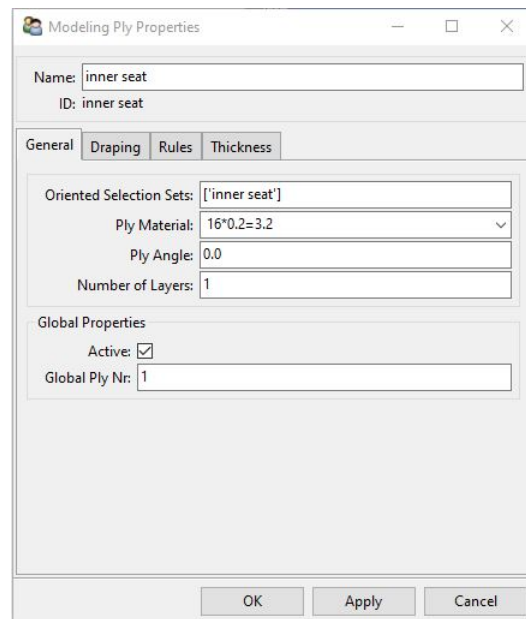 Modeling Ply Properties
Name: inner seat
ID: inner seat
General Draping Rules Thickness
Oriented Selection Sets: ['inner seat']
Ply Material: 16*0.2=3.2
Ply Angle: 0.0
Number of Layers: 1
Global Properties
Active:
Global Ply Nr: 1
OK Apply Cancel